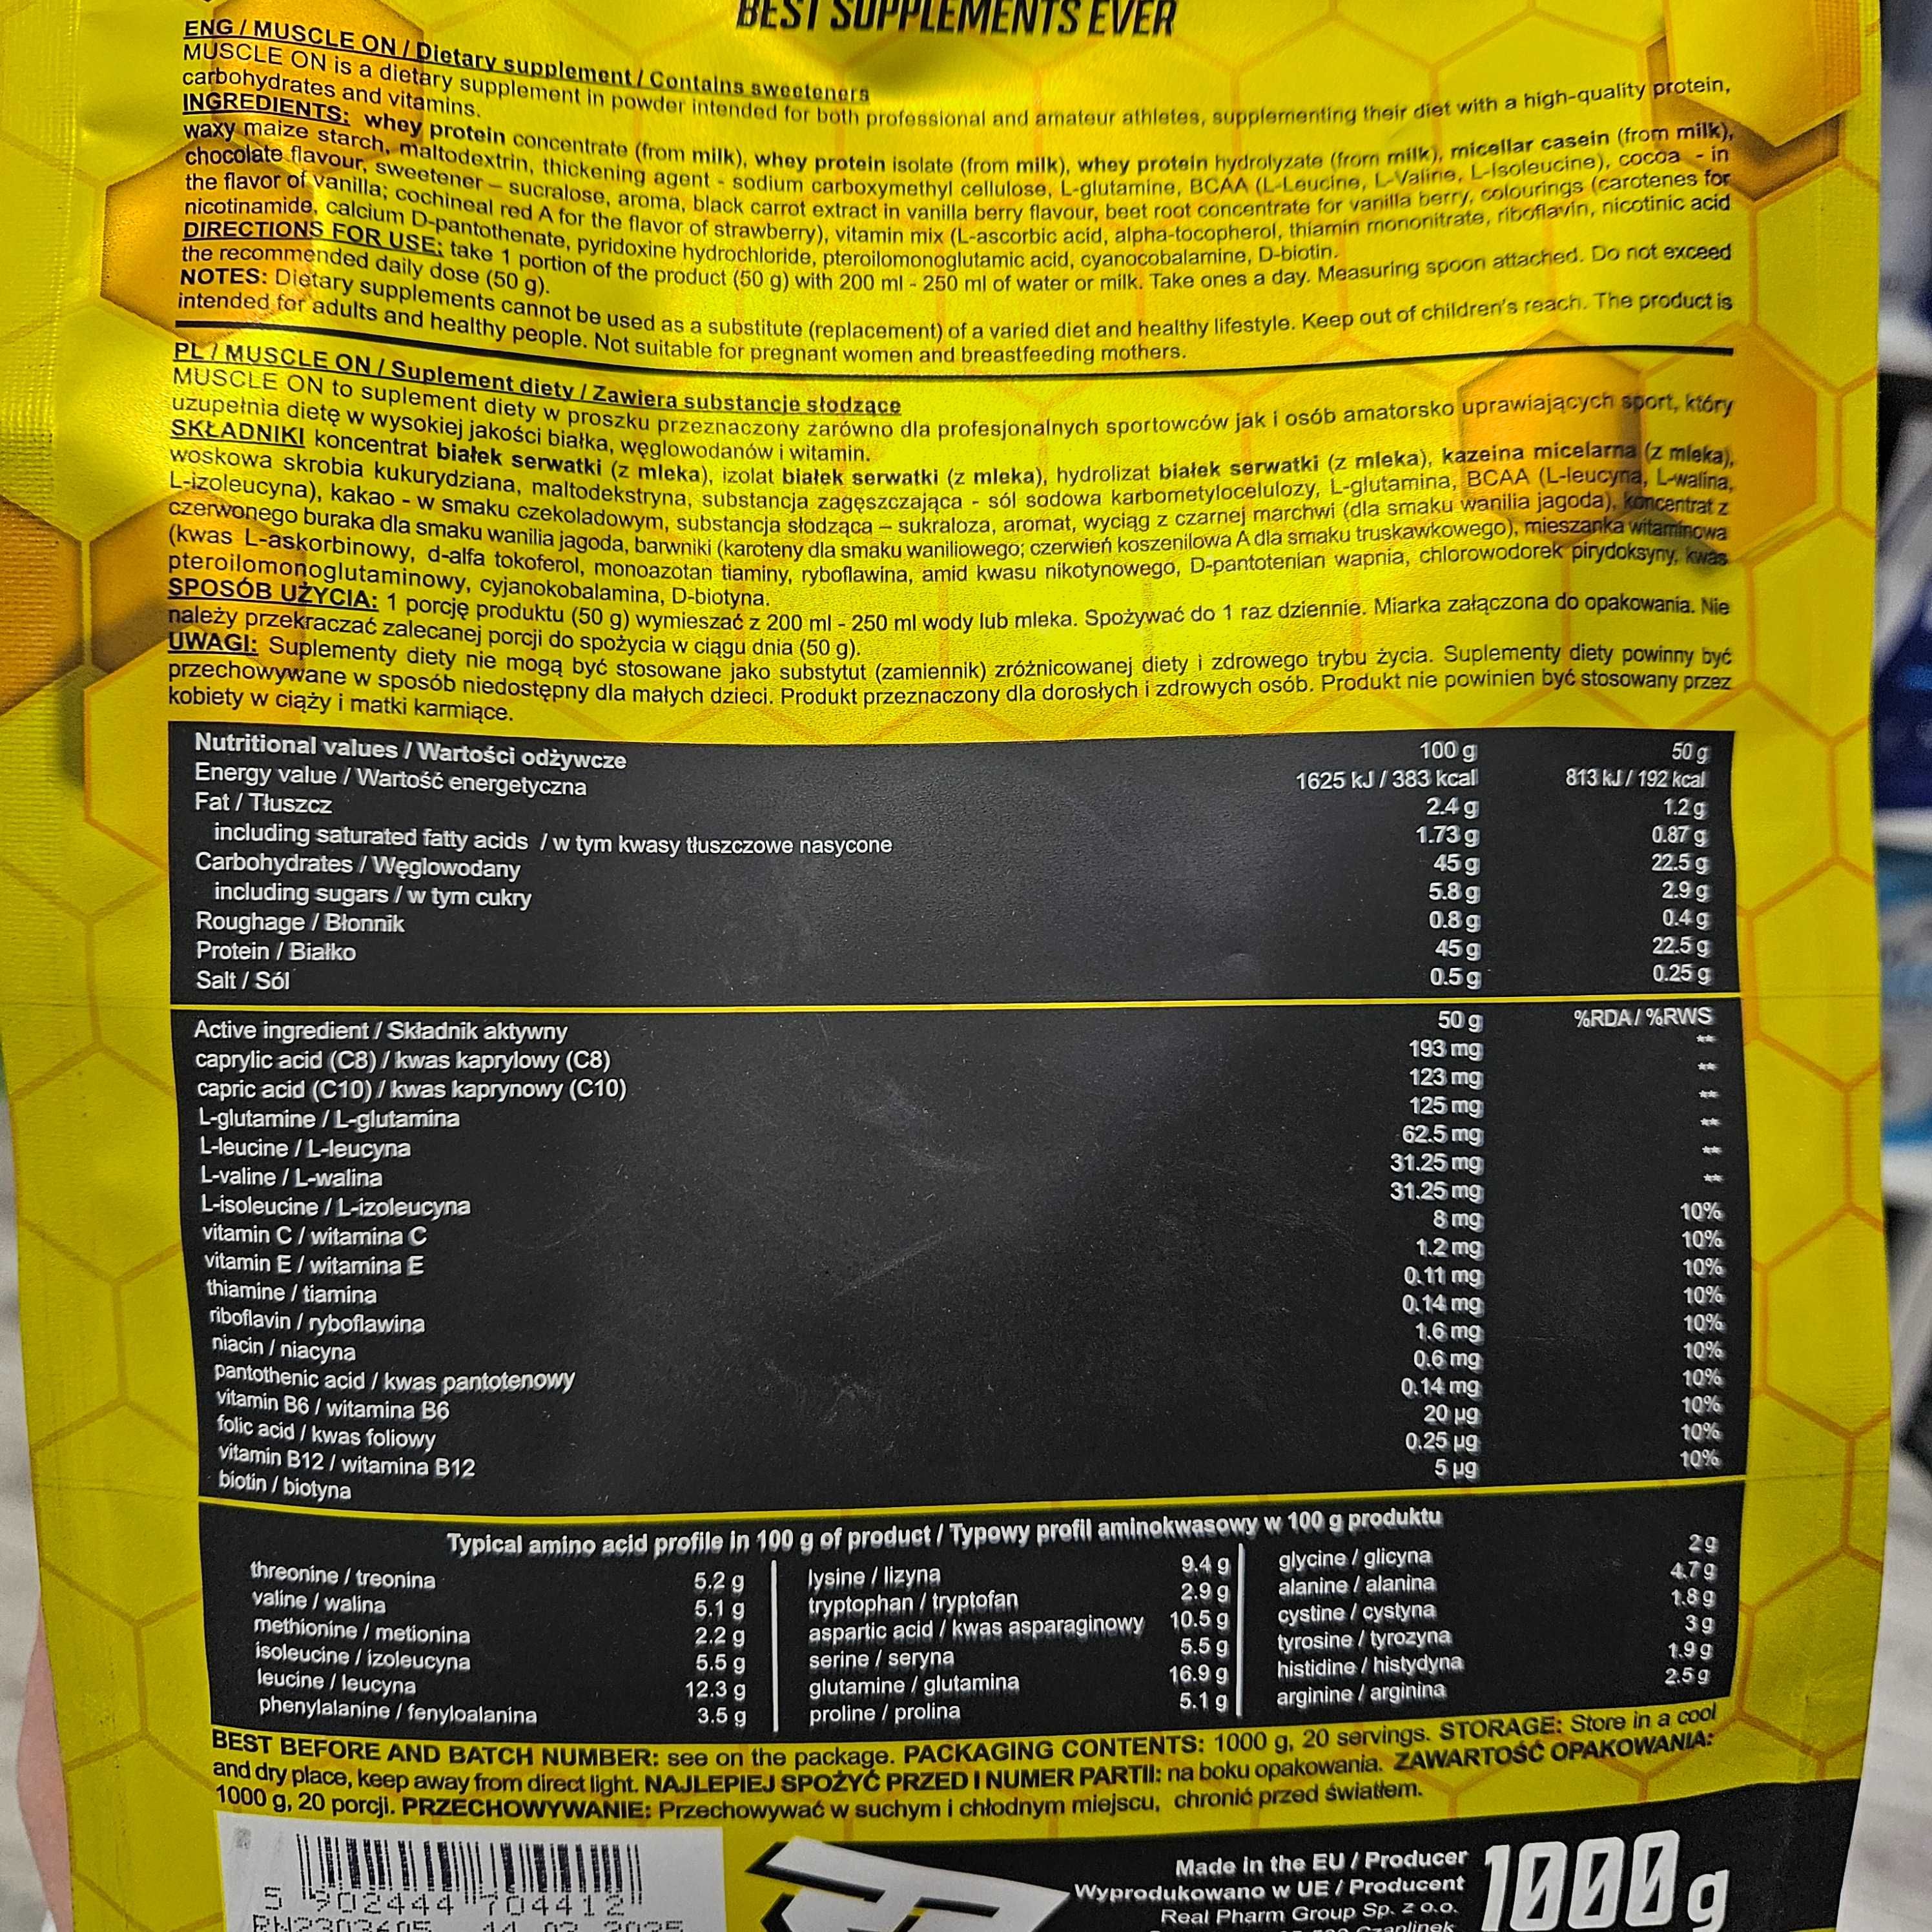 BEST SUPPLEMENTS EVER
ENG / MUSCLE ON / Dietary supplement / Contains sweeteners
MUSCLE ON is a dietary supplement in powder intended for both professional and amateur athletes, supplementing their diet with a high-quality protein,
carbohydrates and vitamins.
INGREDIENTS: whey protein concentrate (from milk), whey protein isolate (from milk), whey protein hydrolyzate (from milk), micellar casein (from milk),
waxy maize starch, maltodextrin, thickening agent - sodium carboxymethyl cellulose, L-glutamine, BCAA (L-Leucine, L-Valine, L-Isoleucine), cocoa - in
chocolate flavour, sweetener – sucralose, aroma, black carrot extract in vanilla berry flavour, beet root concentrate for vanilla berry, colourings (carotenes for
the flavor of vanilla; cochineal red A for the flavor of strawberry), vitamin mix (L-ascorbic acid, alpha-tocopherol, thiamin mononitrate, riboflavin, nicotinic acid
nicotinamide, calcium D-pantothenate, pyridoxine hydrochloride, pteroilomonoglutamic acid, cyanocobalamine, D-biotin.
DIRECTIONS FOR USE: take 1 portion of the product (50 g) with 200 ml - 250 ml of water or milk. Take ones a day. Measuring spoon attached. Do not exceed
the recommended daily dose (50 g).
NOTES: Dietary supplements cannot be used as a substitute (replacement) of a varied diet and healthy lifestyle. Keep out of children's reach. The product is
intended for adults and healthy people. Not suitable for pregnant women and breastfeeding mothers.
PL / MUSCLE ON / Suplement diety / Zawiera substancje słodzące
MUSCLE ON to suplement diety w proszku przeznaczony zarówno dla profesjonalnych sportowców jak i osób amatorsko uprawiających sport, który
uzupełnia dietę w wysokiej jakości białka, węglowodanów i witamin.
SKŁADNIKI koncentrat białek serwatki (z mleka), izolat białek serwatki (z mleka), hydrolizat białek serwatki (z mleka), kazeina micelarna (z mleka),
woskowa skrobia kukurydziana, maltodekstryna, substancja zagęszczająca - sól sodowa karbometylocelulozy, L-glutamina, BCAA (L-leucyna, L-walina,
L-izoleucyna), kakao - w smaku czekoladowym, substancja słodząca – sukraloza, aromat, wyciąg z czarnej marchwi (dla smaku wanilia jagoda), koncentrat z
czerwonego buraka dla smaku wanilia jagoda, barwniki (karoteny dla smaku waniliowego; czerwień koszenilowa A dla smaku truskawkowego), mieszanka witaminowa
(kwas L-askorbinowy, d-alfa tokoferol, monoazotan tiaminy, ryboflawina, amid kwasu nikotynowego, D-pantotenian wapnia, chlorowodorek pirydoksyny, kwas
pteroilomonoglutaminowy, cyjanokobalamina, D-biotyna.
SPOSÓB UŻYCIA: 1 porcję produktu (50 g) wymieszać z 200 ml - 250 ml wody lub mleka. Spożywać do 1 raz dziennie. Miarka załączona do opakowania. Nie
należy przekraczać zalecanej porcji do spożycia w ciągu dnia (50 g).
UWAGI: Suplementy diety nie mogą być stosowane jako substytut (zamiennik) zróżnicowanej diety i zdrowego trybu życia. Suplementy diety powinny być
przechowywane w sposób niedostępny dla małych dzieci. Produkt przeznaczony dla dorosłych i zdrowych osób. Produkt nie powinien być stosowany przez
kobiety w ciąży i matki karmiące.
Nutritional values / Wartości odżywcze 100 g 50 g
Energy value / Wartość energetyczna 1625 kJ / 383 kcal 813 kJ / 192 kcal
Fat / Tłuszcz 2.4 g 1.2 g
including saturated fatty acids / w tym kwasy tłuszczowe nasycone 1.73 g 0.87 g
Carbohydrates / Węglowodany 45 g 22.5 g
including sugars / w tym cukry 5.8 g 2.9 g
Roughage / Błonnik 0.8 g 0.4 g
Protein / Białko 45 g 22.5 g
Salt / Sól 0.5 g 0.25 g
Active ingredient / Składnik aktywny 50 g %RDA / %RWS
caprylic acid (C8) / kwas kaprylowy (C8) 193 mg **
capric acid (C10) / kwas kaprynowy (C10) 123 mg **
L-glutamine / L-glutamina 125 mg **
L-leucine / L-leucyna 62.5 mg **
L-valine / L-walina 31.25 mg **
L-isoleucine / L-izoleucyna 31.25 mg **
vitamin C / witamina C 8 mg 10%
vitamin E / witamina E 1.2 mg 10%
thiamine / tiamina 0.11 mg 10%
riboflavin / ryboflawina 0.14 mg 10%
niacin / niacyna 1.6 mg 10%
pantothenic acid / kwas pantotenowy 0.6 mg 10%
vitamin B6 / witamina B6 0.14 mg 10%
folic acid / kwas foliowy 20 µg 10%
vitamin B12 / witamina B12 0.25 µg 10%
biotin / biotyna 5 µg 10%
Typical amino acid profile in 100 g of product / Typowy profil aminokwasowy w 100 g produktu
threonine / treonina 5.2 g lysine / lizyna 9.4 g glycine / glicyna 2 g
valine / walina 5.1 g tryptophan / tryptofan 2.9 g alanine / alanina 4.7 g
methionine / metionina 2.2 g aspartic acid / kwas asparaginowy 10.5 g cystine / cystyna 1.8 g
isoleucine / izoleucyna 5.5 g serine / seryna 5.5 g tyrosine / tyrozyna 3 g
leucine / leucyna 12.3 g glutamine / glutamina 16.9 g histidine / histydyna 1.9 g
phenylalanine / fenyloalanina 3.5 g proline / prolina 5.1 g arginine / arginina 2.5 g
BEST BEFORE AND BATCH NUMBER: see on the package. PACKAGING CONTENTS: 1000 g, 20 servings. STORAGE: Store in a cool
and dry place, keep away from direct light. NAJLEPIEJ SPOŻYĆ PRZED I NUMER PARTII: na boku opakowania. ZAWARTOŚĆ OPAKOWANIA:
1000 g, 20 porcji. PRZECHOWYWANIE: Przechowywać w suchym i chłodnym miejscu, chronić przed światłem.
5 902444 704412
Made in the EU / Producer
Wyprodukowano w UE / Producent
Real Pharm Group Sp. z o.o.
1000 g